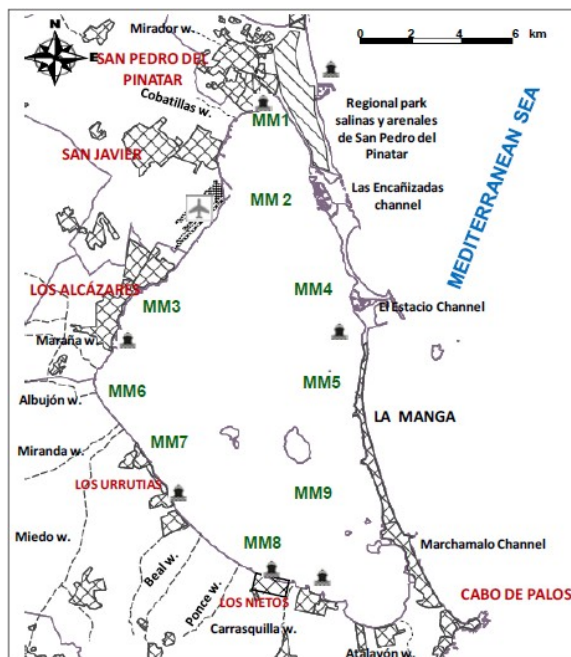 N
E
Mirador w.
SAN PEDRO DEL
PINATAR
0 2 4 6 km
Cobatillas w.
MM1
Regional park
salinas y arenales
de San Pedro del
Pinatar
SAN JAVIER
MM 2
Las Encañizadas
channel
MEDITERRANEAN SEA
LOS ALCÁZARES
MM3
MM4
El Estacio Channel
Maraña w.
MM6
MM5
Albujón w.
LA MANGA
Miranda w.
MM7
LOS URRUTIAS
MM9
Miedo w.
Beal w.
Ponce w.
MM8
Marchamalo Channel
LOS NIETOS
CABO DE PALOS
Carrasquilla w.
Atalayón w.